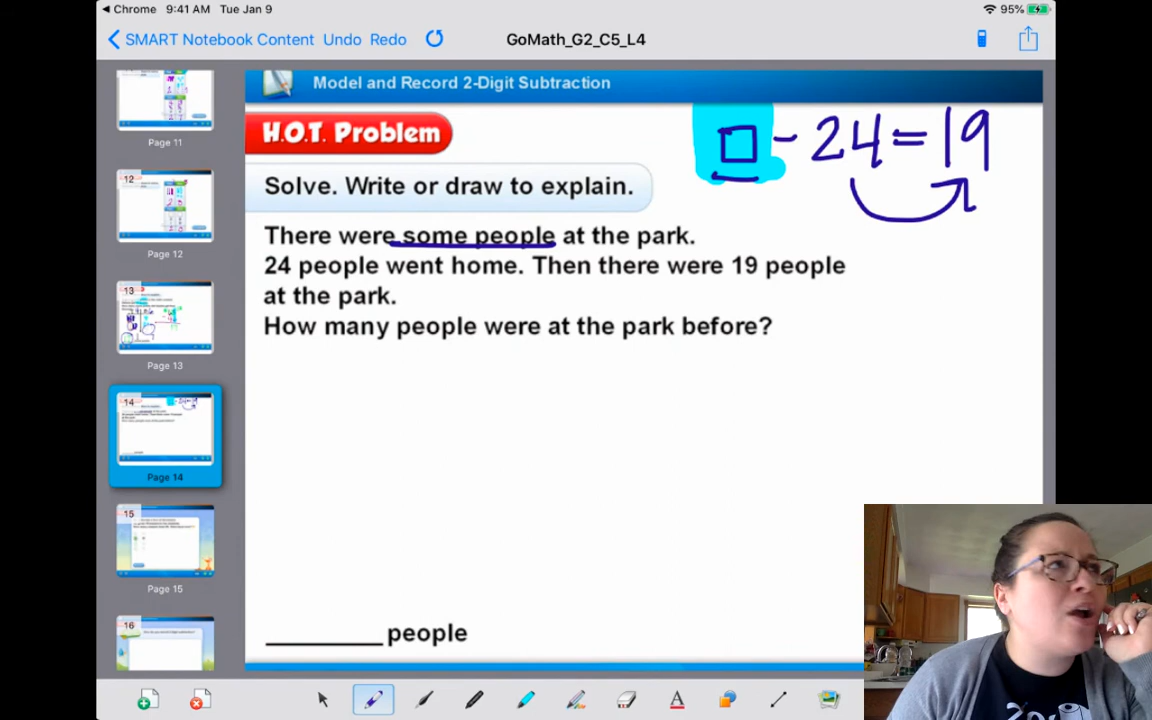 Chrome 9:41 AM Tue Jan 9 95%
SMART Notebook Content Undo Redo GoMath_G2_C5_L4
Model and Record 2-Digit Subtraction
H.O.T. Problem
□ - 24 = 19
Solve. Write or draw to explain.
There were some people at the park.
24 people went home. Then there were 19 people
at the park.
How many people were at the park before?
people
Page 11
12
Page 12
13
Page 13
14
Page 14
15
Page 15
16
A